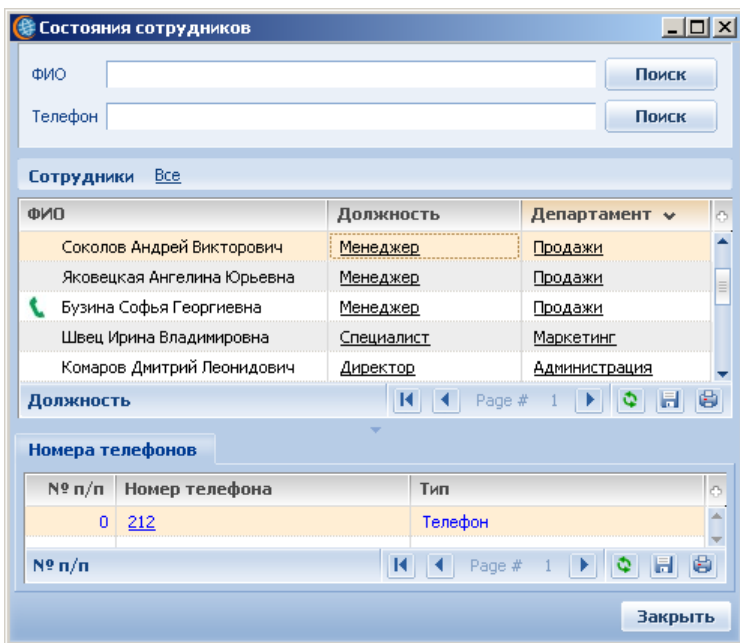 Состояния сотрудников
ФИО Поиск
Телефон Поиск
Сотрудники Все
ФИО Должность Департамент
Соколов Андрей Викторович Менеджер Продажи
Яковецкая Ангелина Юрьевна Менеджер Продажи
Бузина Софья Георгиевна Менеджер Продажи
Швец Ирина Владимировна Специалист Маркетинг
Комаров Дмитрий Леонидович Директор Администрация
Должность Page # 1
Номера телефонов
№ п/п Номер телефона Тип
0 212 Телефон
№ п/п Page # 1
Закрыть